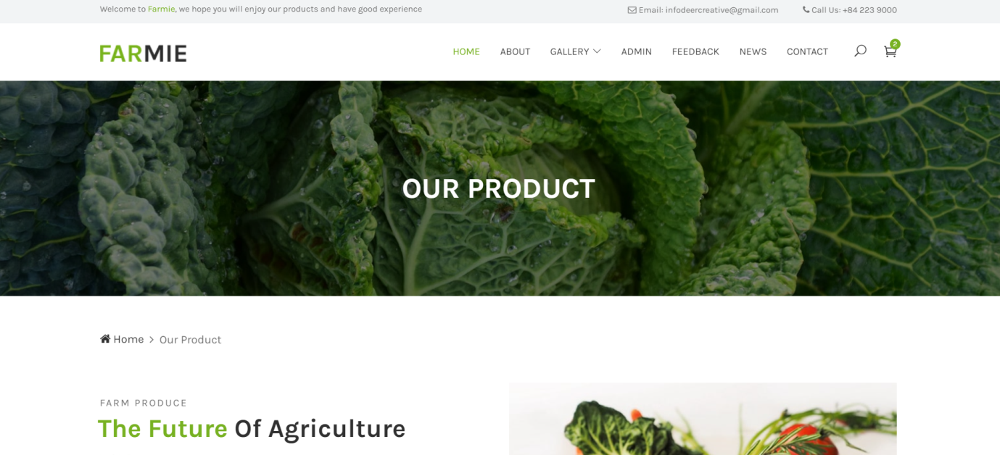 Welcome to Farmie, we hope you will enjoy our products and have good experience
Email: infodeercreative@gmail.com
Call Us: +84 223 9000
FARMIE
HOME ABOUT GALLERY ADMIN FEEDBACK NEWS CONTACT
2
OUR PRODUCT
Home > Our Product
FARM PRODUCE
The Future Of Agriculture